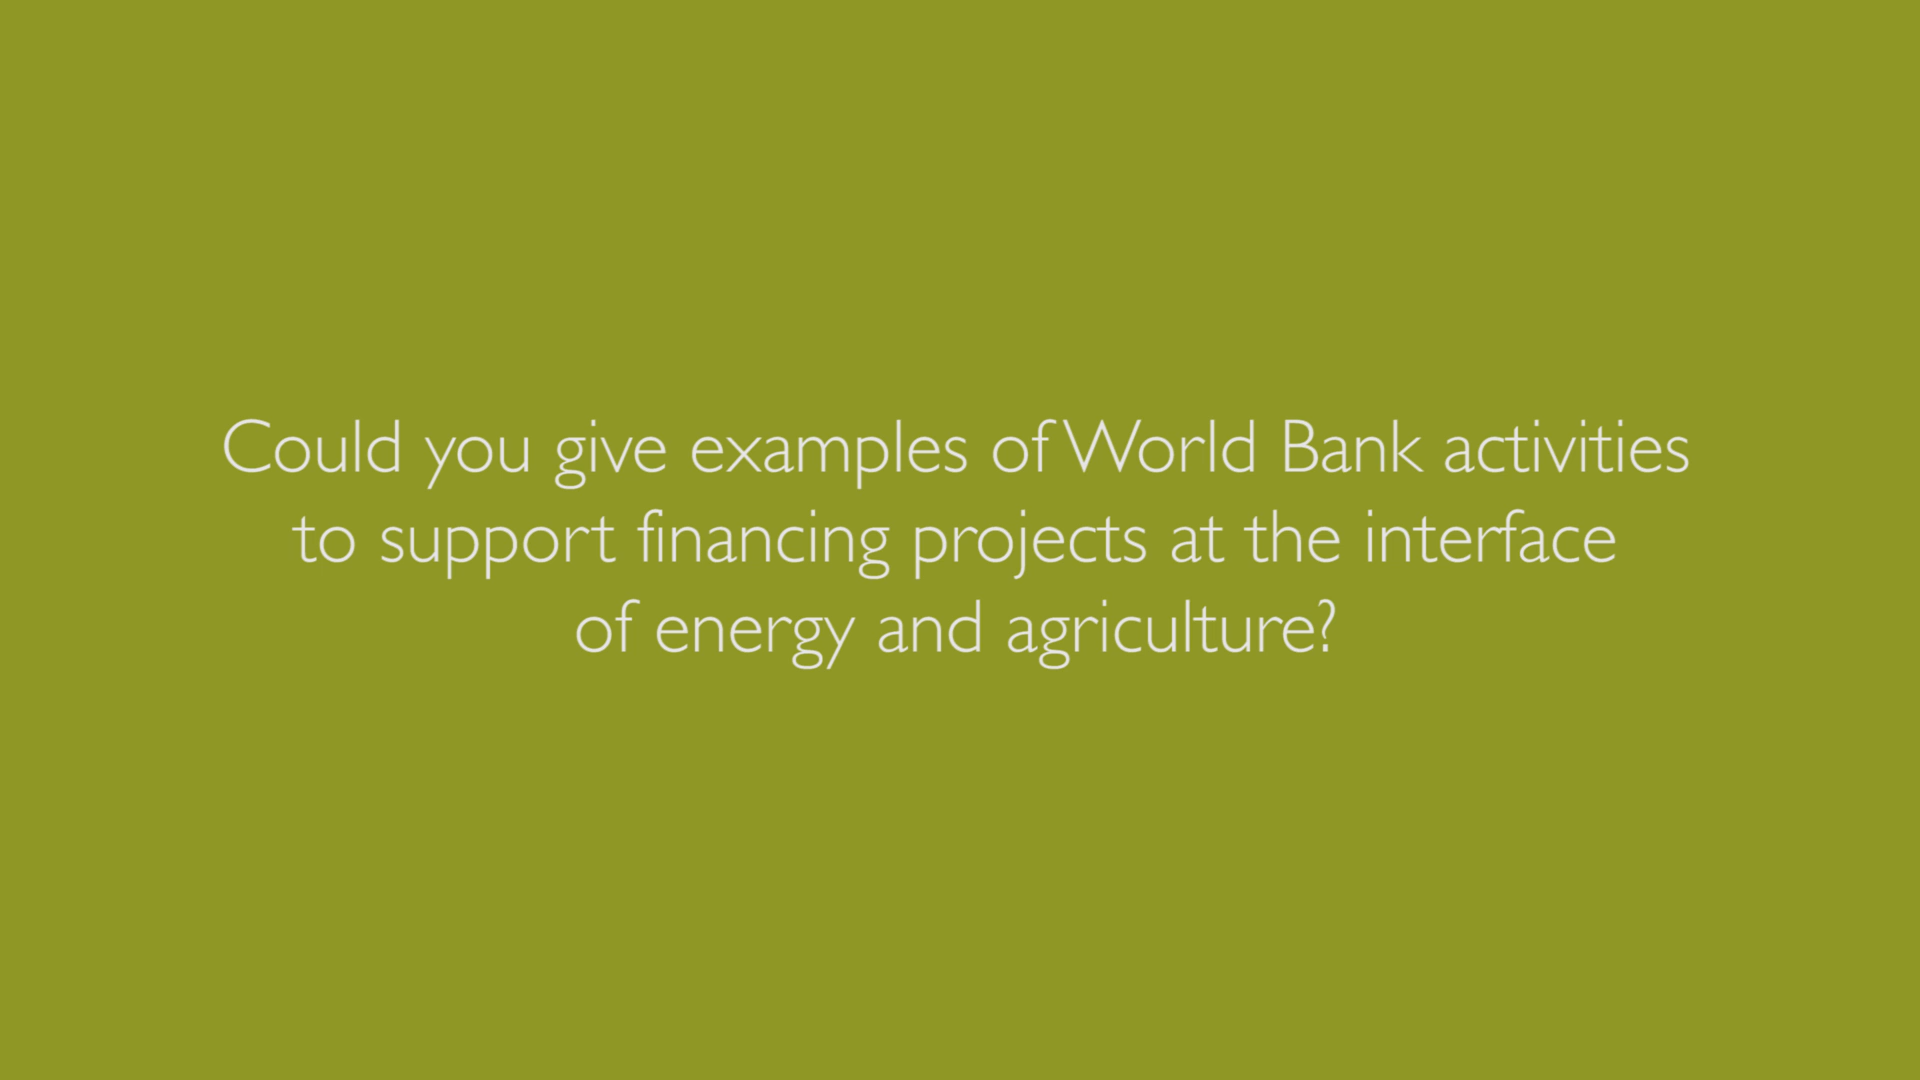 Could you give examples of World Bank activities
to support financing projects at the interface
of energy and agriculture?